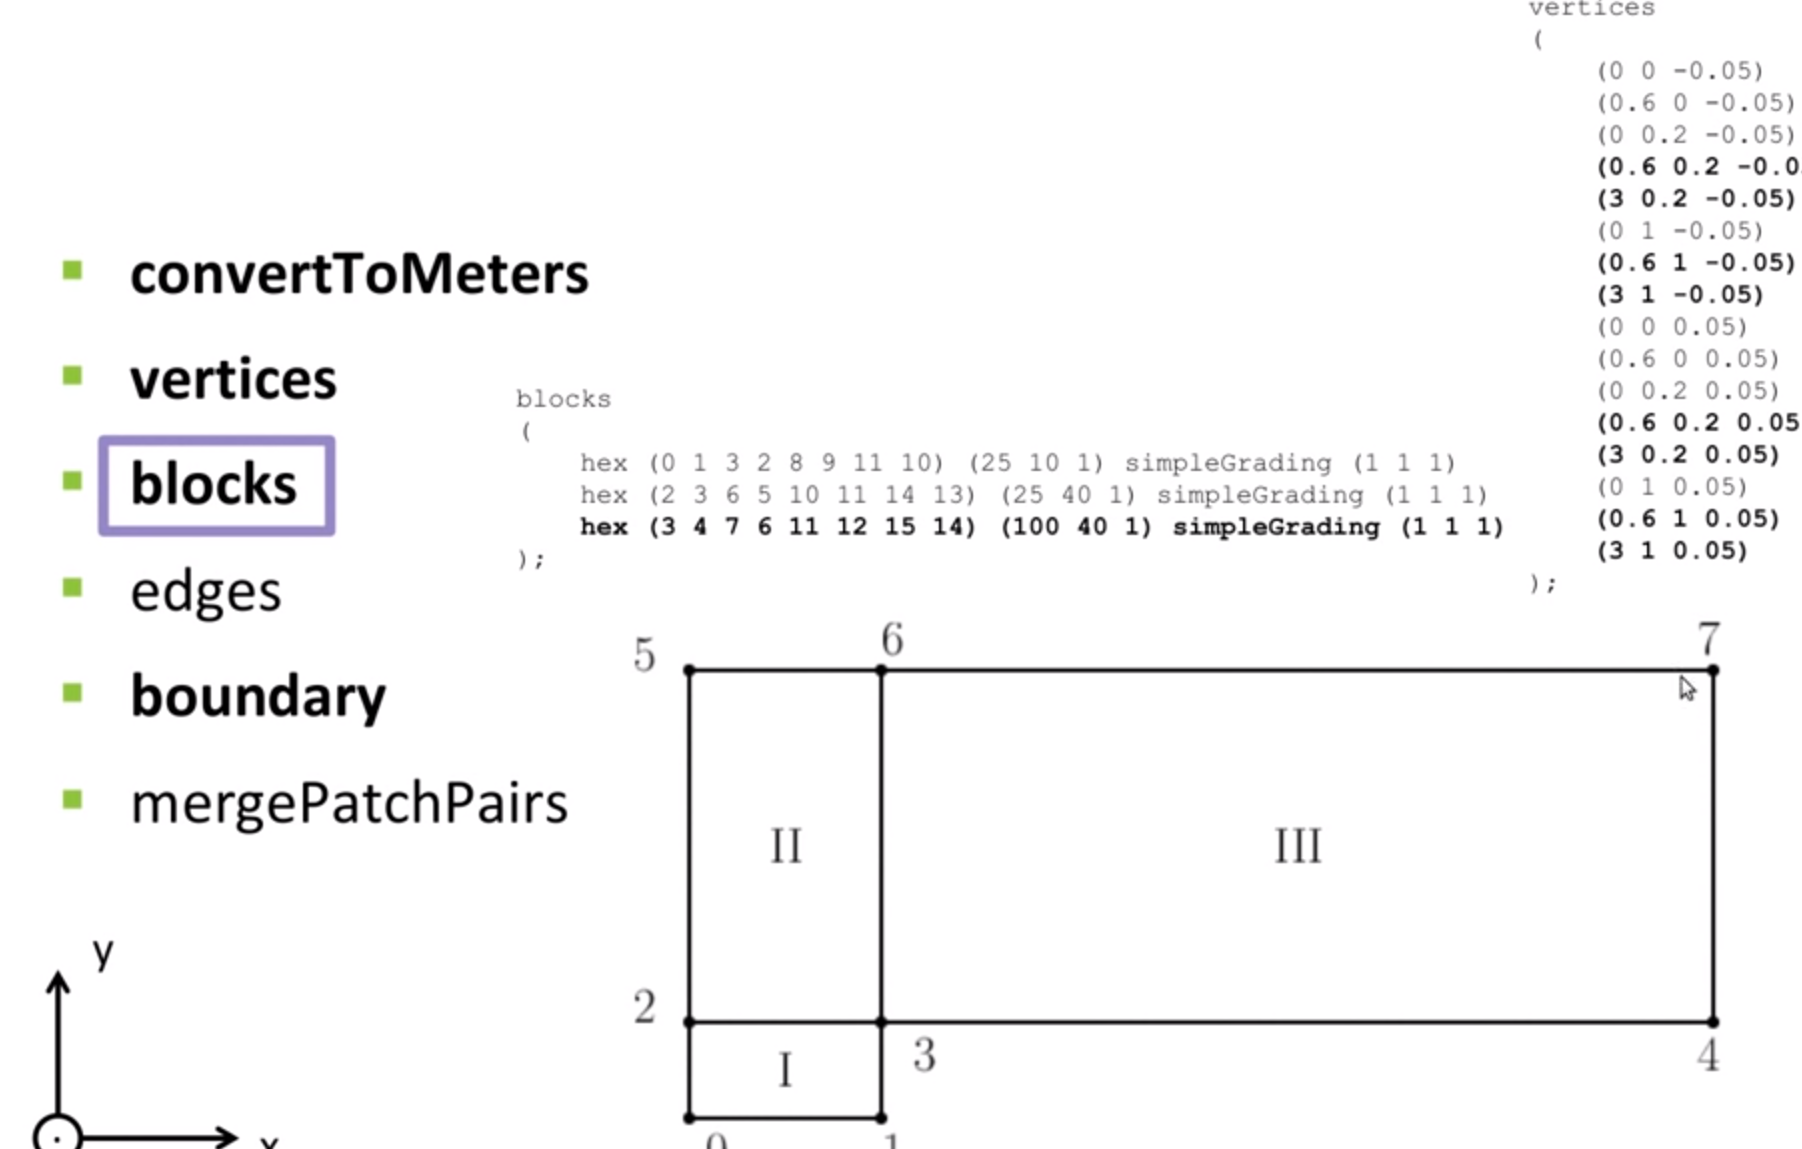 convertToMeters
vertices
blocks
edges
boundary
mergePatchPairs
blocks
(
hex (0 1 3 2 8 9 11 10) (25 10 1) simpleGrading (1 1 1)
hex (2 3 6 5 10 11 14 13) (25 40 1) simpleGrading (1 1 1)
hex (3 4 7 6 11 12 15 14) (100 40 1) simpleGrading (1 1 1)
);
vertices
(
(0 0 -0.05)
(0.6 0 -0.05)
(0 0.2 -0.05)
(0.6 0.2 -0.0
(3 0.2 -0.05)
(0 1 -0.05)
(0.6 1 -0.05)
(3 1 -0.05)
(0 0 0.05)
(0.6 0 0.05)
(0 0.2 0.05)
(0.6 0.2 0.05
(3 0.2 0.05)
(0 1 0.05)
(0.6 1 0.05)
(3 1 0.05)
);
5 6 7
II III
2 3 4
I
0 1
y
x